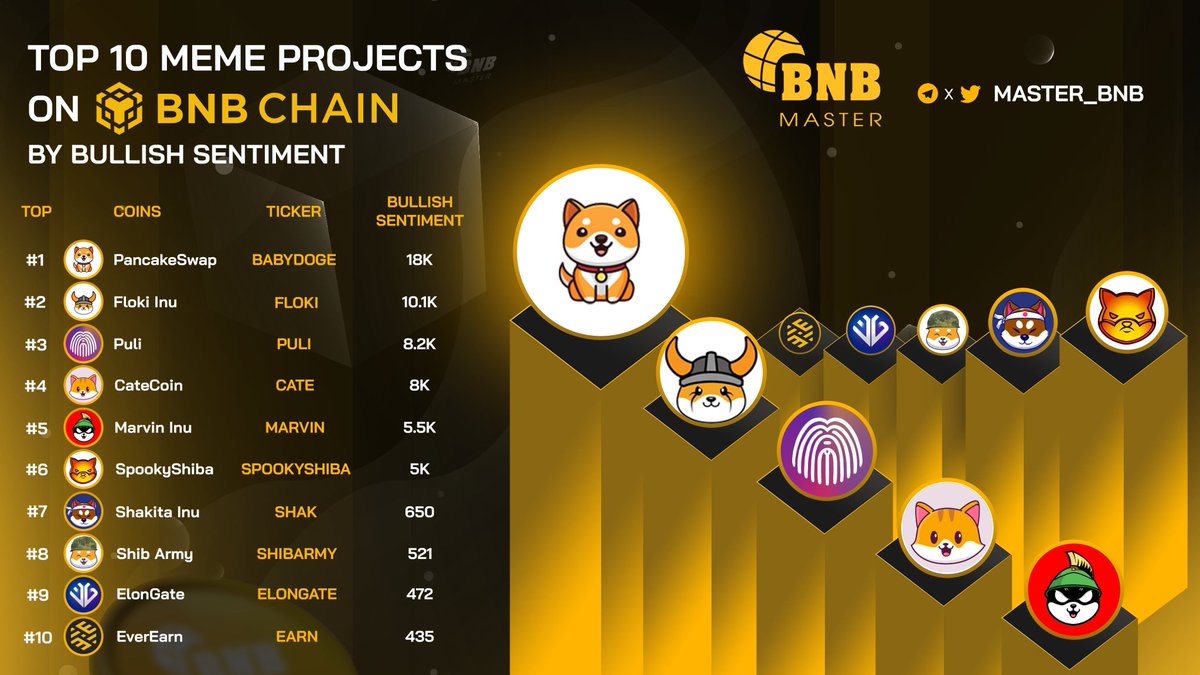 TOP 10 MEME PROJECTS
ON BNB CHAIN
BY BULLISH SENTIMENT
BNB
MASTER
BNB
MASTER
X MASTER_BNB
TOP COINS TICKER BULLISH SENTIMENT
#1 PancakeSwap BABYDOGE 18K
#2 Floki Inu FLOKI 10.1K
#3 Puli PULI 8.2K
#4 CateCoin CATE 8K
#5 Marvin Inu MARVIN 5.5K
#6 SpookyShiba SPOOKYSHIBA 5K
#7 Shakita Inu SHAK 650
#8 Shib Army SHIBARMY 521
#9 ElonGate ELONGATE 472
#10 EverEarn EARN 435
BNB